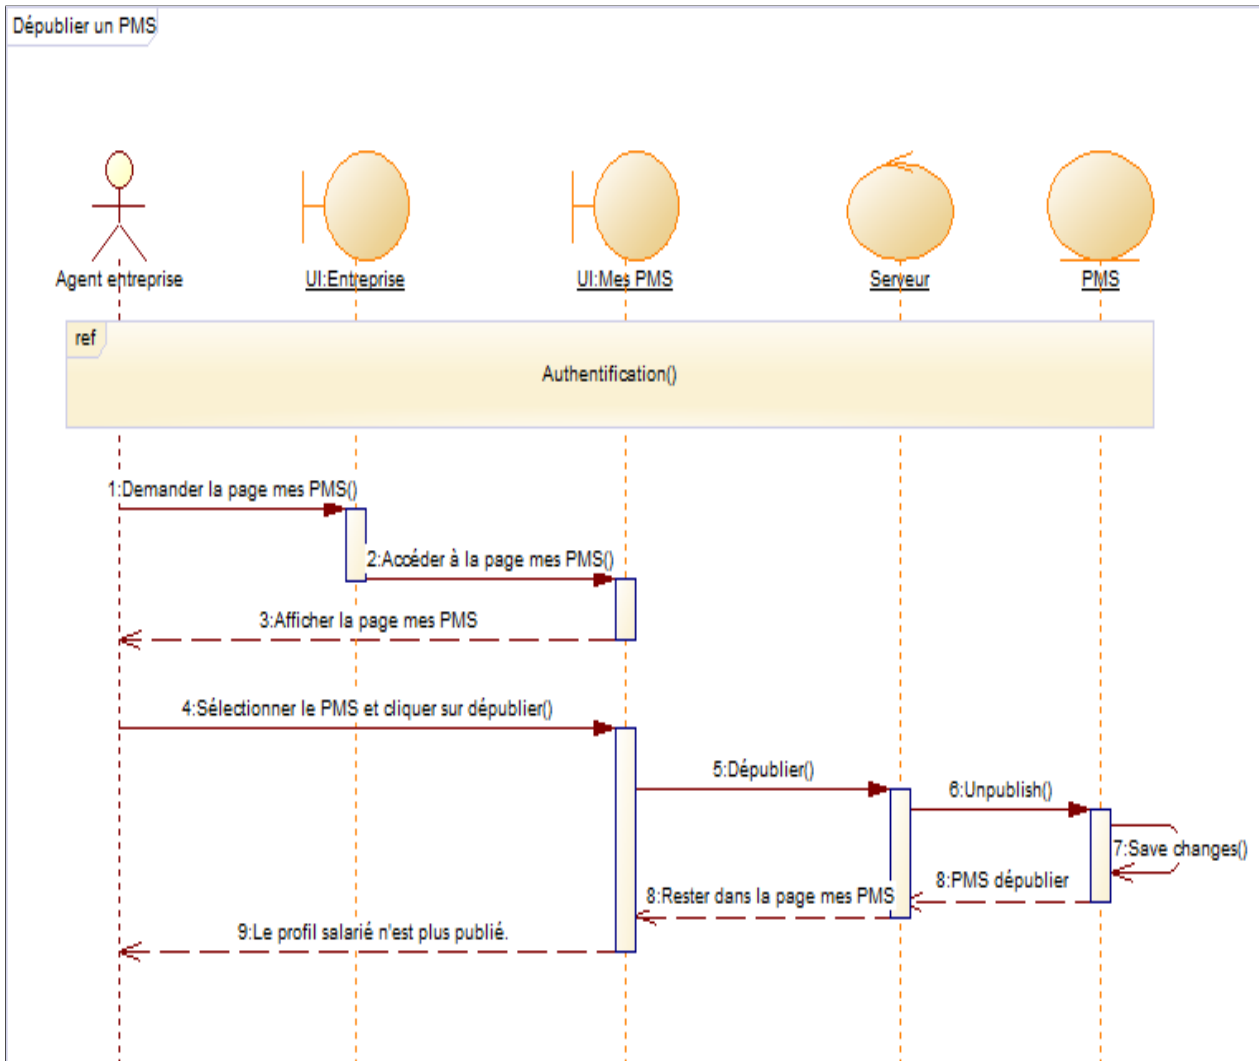 Dépublier un PMS
Agent entreprise
UI:Entreprise
UI:Mes PMS
Serveur
PMS
ref
Authentification()
1:Demander la page mes PMS()
2:Accéder à la page mes PMS()
3:Afficher la page mes PMS
4:Sélectionner le PMS et cliquer sur dépublier()
5:Dépublier()
6:Unpublish()
7:Save changes()
8:PMS dépublier
8:Rester dans la page mes PMS
9:Le profil salarié n'est plus publié.